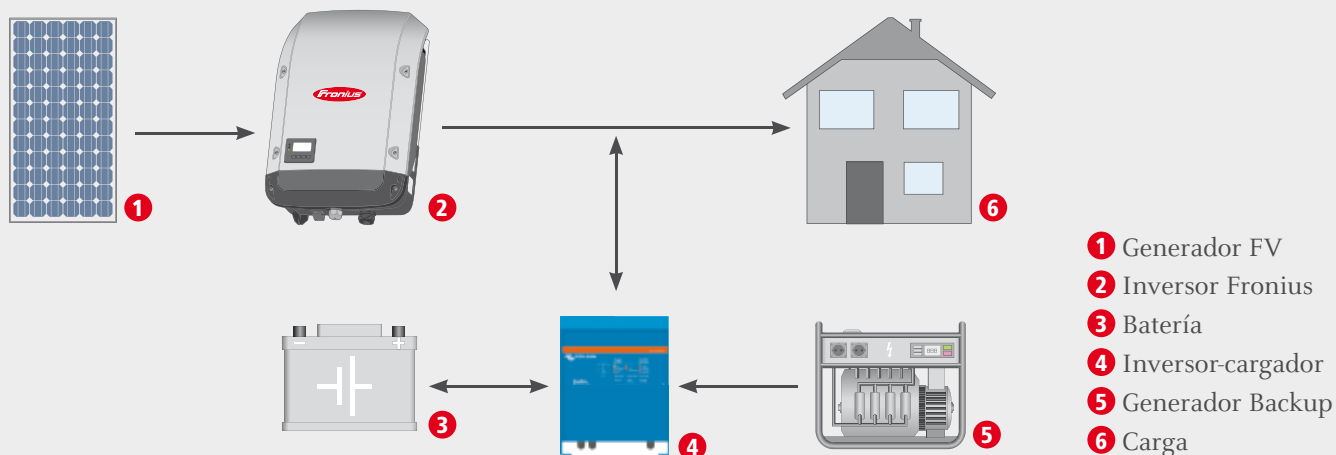 Fronius
1
2
6
- +
3
4
5
1 Generador FV
2 Inversor Fronius
3 Batería
4 Inversor-cargador
5 Generador Backup
6 Carga